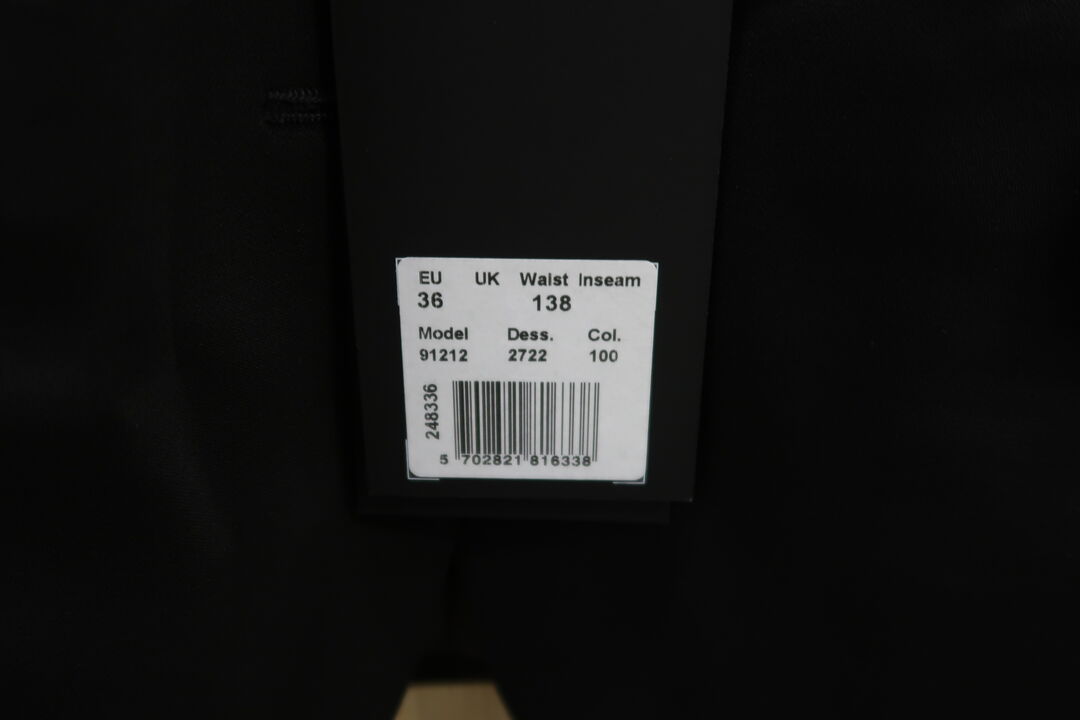 EU UK Waist Inseam
36 138
Model Dess. Col.
91212 2722 100
248336
5 702821 816338